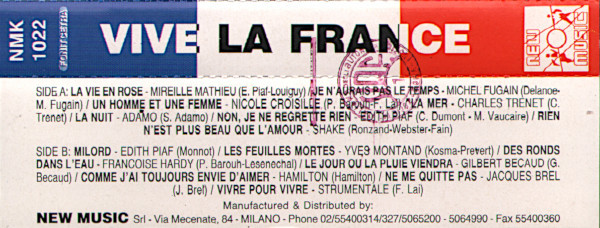 NMK
1022
FONIT CETRA
VIVE LA FRANCE
NEW
MUSIC
SIDE A: LA VIE EN ROSE - MIREILLE MATHIEU (E. Piaf-Louiguy) / JE N'AURAIS PAS LE TEMPS - MICHEL FUGAIN (Delanoe-
M. Fugain) / UN HOMME ET UNE FEMME - NICOLE CROISILLE (P. Barouh-F. Lai) / LA MER - CHARLES TRENET (C.
Trenet) / LA NUIT - ADAMO (S. Adamo) / NON, JE NE REGRETTE RIEN - EDITH PIAF (C. Dumont - M. Vaucaire) / RIEN
N'EST PLUS BEAU QUE L'AMOUR - SHAKE (Ronzand-Webster-Fain)
SIDE B: MILORD - EDITH PIAF (Monnot) / LES FEUILLES MORTES - YVES MONTAND (Kosma-Prevert) / DES RONDS
DANS L'EAU - FRANCOISE HARDY (P. Barouh-Lesenechal) / LE JOUR OU LA PLUIE VIENDRA - GILBERT BECAUD (G.
Becaud) / COMME J'AI TOUJOURS ENVIE D'AIMER - HAMILTON (Hamilton) / NE ME QUITTE PAS - JACQUES BREL
(J. Brel) / VIVRE POUR VIVRE - STRUMENTALE (F. Lai)
Manufactured & Distributed by:
NEW MUSIC Srl - Via Mecenate, 84 - MILANO - Phone 02/55400314/327/5065200 - 5064990 - Fax 55400360